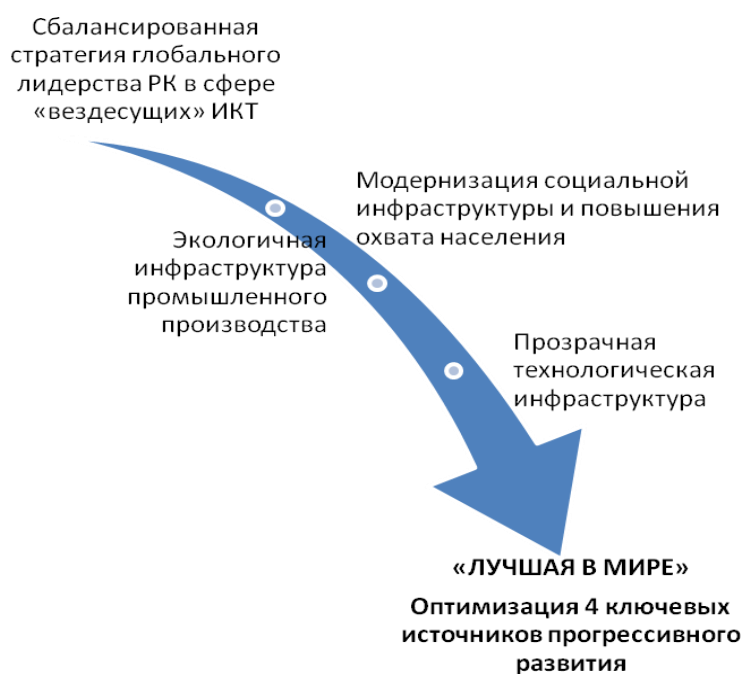 Сбалансированная
стратегия глобального
лидерства РК в сфере
«вездесущих» ИКТ
Модернизация социальной
инфраструктуры и повышения
охвата населения
Экологичная
инфраструктура
промышленного
производства
Прозрачная
технологическая
инфраструктура
«ЛУЧШАЯ В МИРЕ»
Оптимизация 4 ключевых
источников прогрессивного
развития